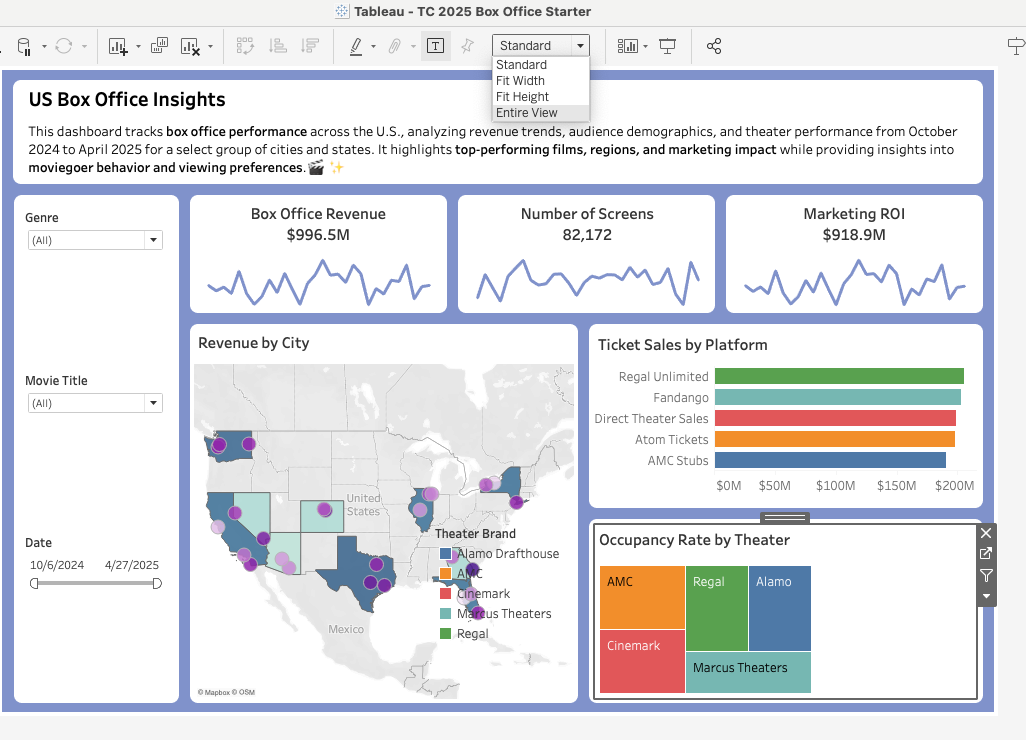 Tableau - TC 2025 Box Office Starter
T
Standard
Standard
Fit Width
Fit Height
Entire View
US Box Office Insights
This dashboard tracks box office performance across the U.S., analyzing revenue trends, audience demographics, and theater performance from October
2024 to April 2025 for a select group of cities and states. It highlights top-performing films, regions, and marketing impact while providing insights into
moviegoer behavior and viewing preferences.🎬 ✨
Genre
(All)
Movie Title
(All)
Date
10/6/2024 4/27/2025
Box Office Revenue
$996.5M
Number of Screens
82,172
Marketing ROI
$918.9M
Revenue by City
United
States
Mexico
Theater Brand
Alamo Drafthouse
AMC
Cinemark
Marcus Theaters
Regal
© Mapbox © OSM
Ticket Sales by Platform
Regal Unlimited
Fandango
Direct Theater Sales
Atom Tickets
AMC Stubs
$0M $50M $100M $150M $200M
Occupancy Rate by Theater
AMC
Regal
Alamo
Cinemark
Marcus Theaters